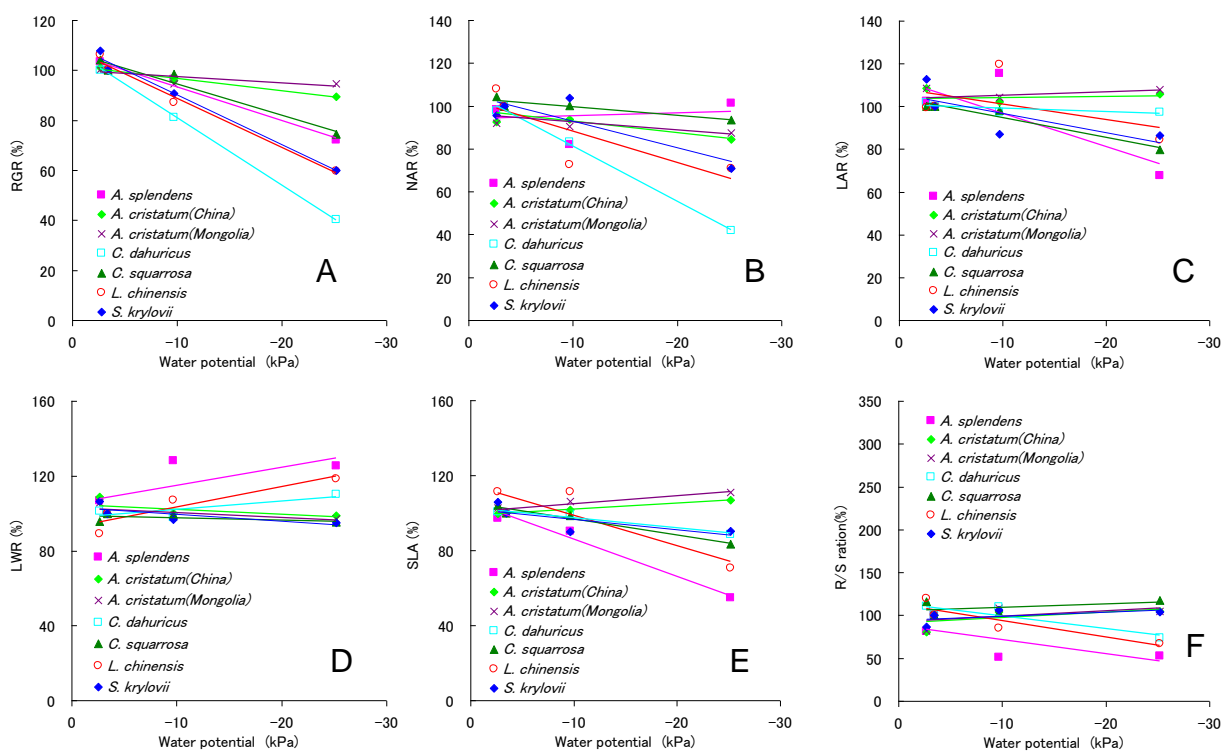 120
100
80
60
40
20
0
RGR (%)
A. splendens
A. cristatum(China)
A. cristatum(Mongolia)
C. dahuricus
C. squarrosa
L. chinensis
S. krylovii
A
0 -10 -20 -30
Water potential (kPa)
140
120
100
80
60
40
20
0
NAR (%)
A. splendens
A. cristatum(China)
A. cristatum(Mongolia)
C. dahuricus
C. squarrosa
L. chinensis
S. krylovii
B
0 -10 -20 -30
Water potential (kPa)
140
120
100
80
60
40
20
0
LAR (%)
A. splendens
A. cristatum(China)
A. cristatum(Mongolia)
C. dahuricus
C. squarrosa
L. chinensis
S. krylovii
C
0 -10 -20 -30
Water potential (kPa)
160
120
80
40
0
LWR (%)
A. splendens
A. cristatum(China)
A. cristatum(Mongolia)
C. dahuricus
C. squarrosa
L. chinensis
S. krylovii
D
0 -10 -20 -30
Water potential (kPa)
160
120
80
40
0
SLA (%)
A. splendens
A. cristatum(China)
A. cristatum(Mongolia)
C. dahuricus
C. squarrosa
L. chinensis
S. krylovii
E
0 -10 -20 -30
Water potential (kPa)
350
300
250
200
150
100
50
0
R/S ration(%)
A. splendens
A. cristatum(China)
A. cristatum(Mongolia)
C. dahuricus
C. squarrosa
L. chinensis
S. krylovii
F
0 -10 -20 -30
Water potential (kPa)